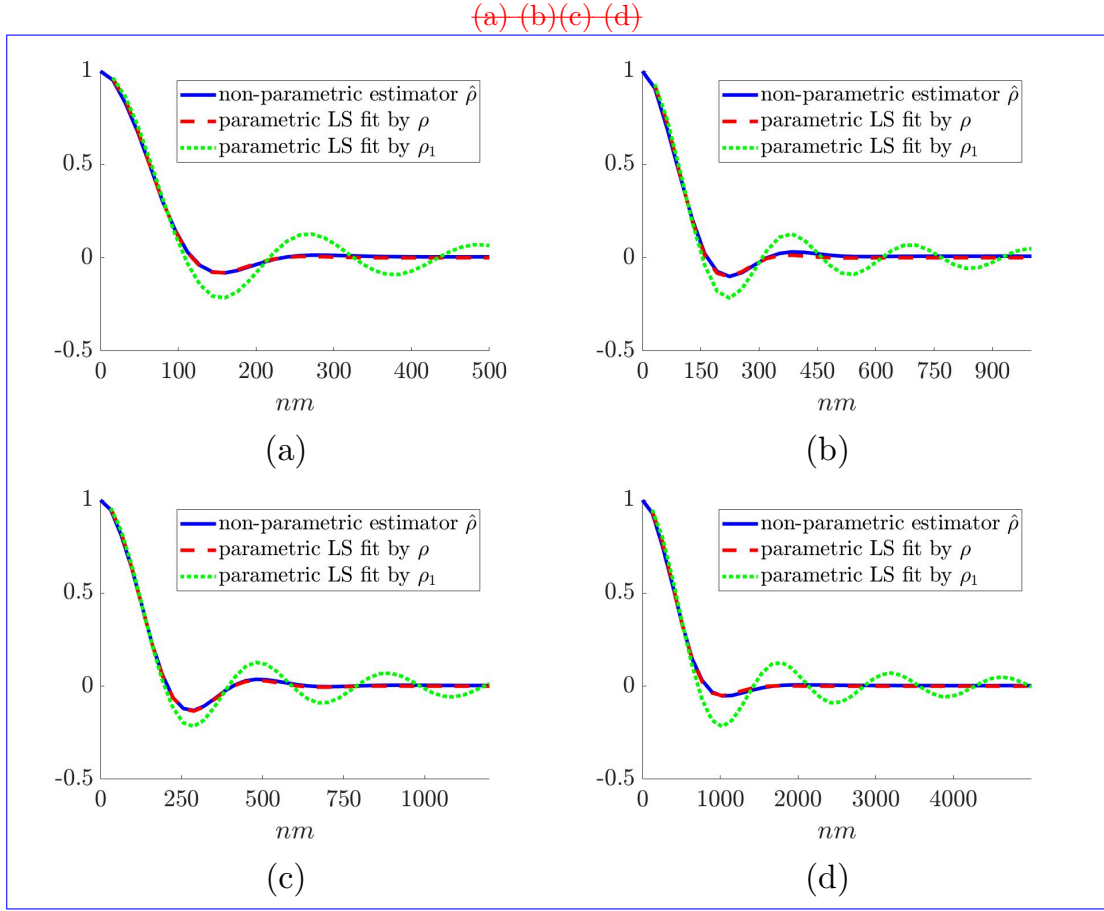 (a) (b)(c) (d)
1
0.5
0
-0.5
non-parametric estimator ρ̂
parametric LS fit by ρ
parametric LS fit by ρ₁
0 100 200 300 400 500
nm
(a)
1
0.5
0
-0.5
non-parametric estimator ρ̂
parametric LS fit by ρ
parametric LS fit by ρ₁
0 150 300 450 600 750 900
nm
(b)
1
0.5
0
-0.5
non-parametric estimator ρ̂
parametric LS fit by ρ
parametric LS fit by ρ₁
0 250 500 750 1000
nm
(c)
1
0.5
0
-0.5
non-parametric estimator ρ̂
parametric LS fit by ρ
parametric LS fit by ρ₁
0 1000 2000 3000 4000
nm
(d)